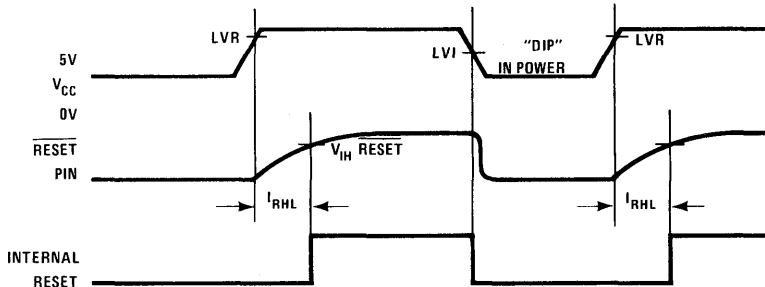 LVR
LVI
"DIP"
IN POWER
LVR
5V
VCC
0V
RESET
PIN
VIH RESET
IRHL
IRHL
INTERNAL
RESET